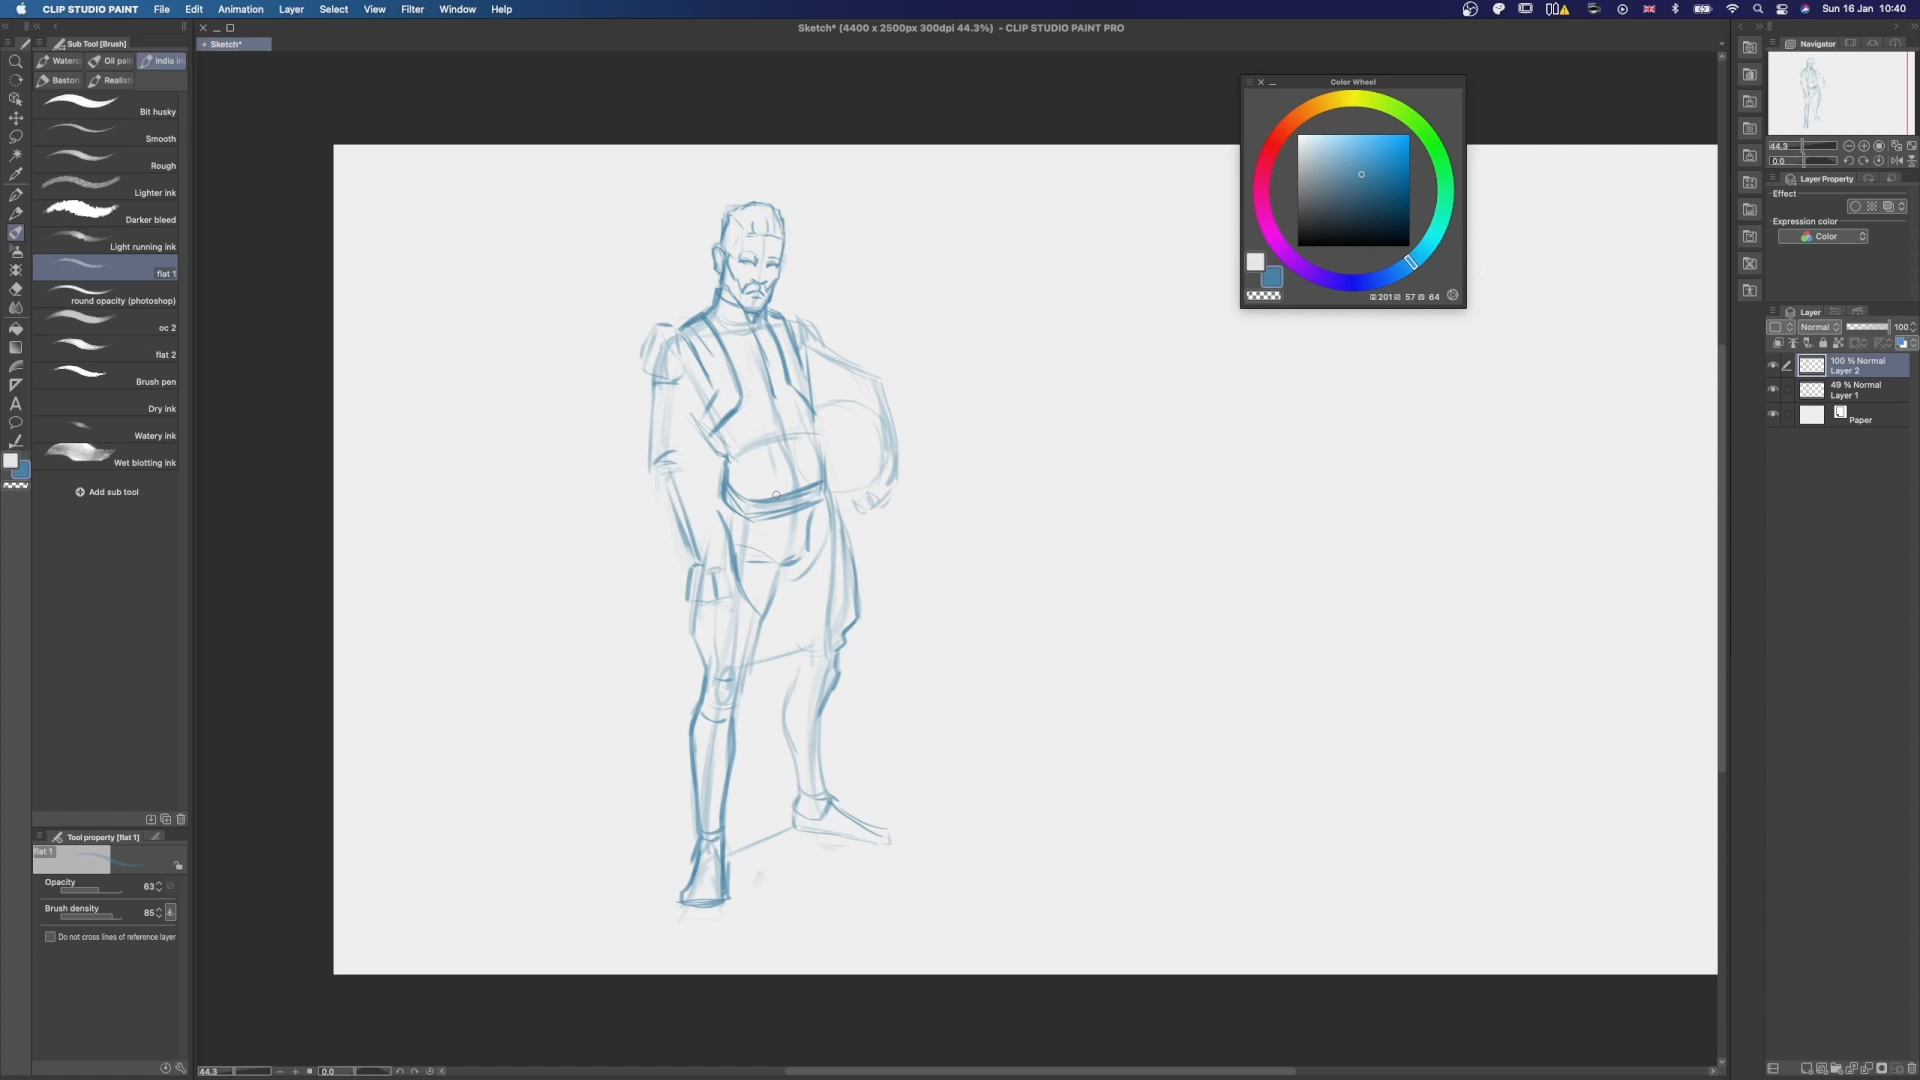 CLIP STUDIO PAINT File Edit Animation Layer Select View Filter Window Help Sun 16 Jan 10:40
Sketch* (4400 x 2500px 300dpi 44.3%) - CLIP STUDIO PAINT PRO
Sub Tool [Brush]
Sketch*
Waterc Oil pain India in
Baston Realist
Bit husky
Smooth
Rough
Lighter ink
Darker bleed
Light running ink
flat 1
round opacity (photoshop)
oc 2
flat 2
Brush pen
Dry ink
Watery ink
Wet blotting ink
Add sub tool
Tool property [flat 1]
flat 1
Opacity 63
Brush density 85
Do not cross lines of reference layer
44.3 0.0
Color Wheel
201 57 64
Navigator
44.3
0.0
Layer Property
Effect
Expression color
Color
Layer
Normal 100
100 % Normal
Layer 2
49 % Normal
Layer 1
Paper